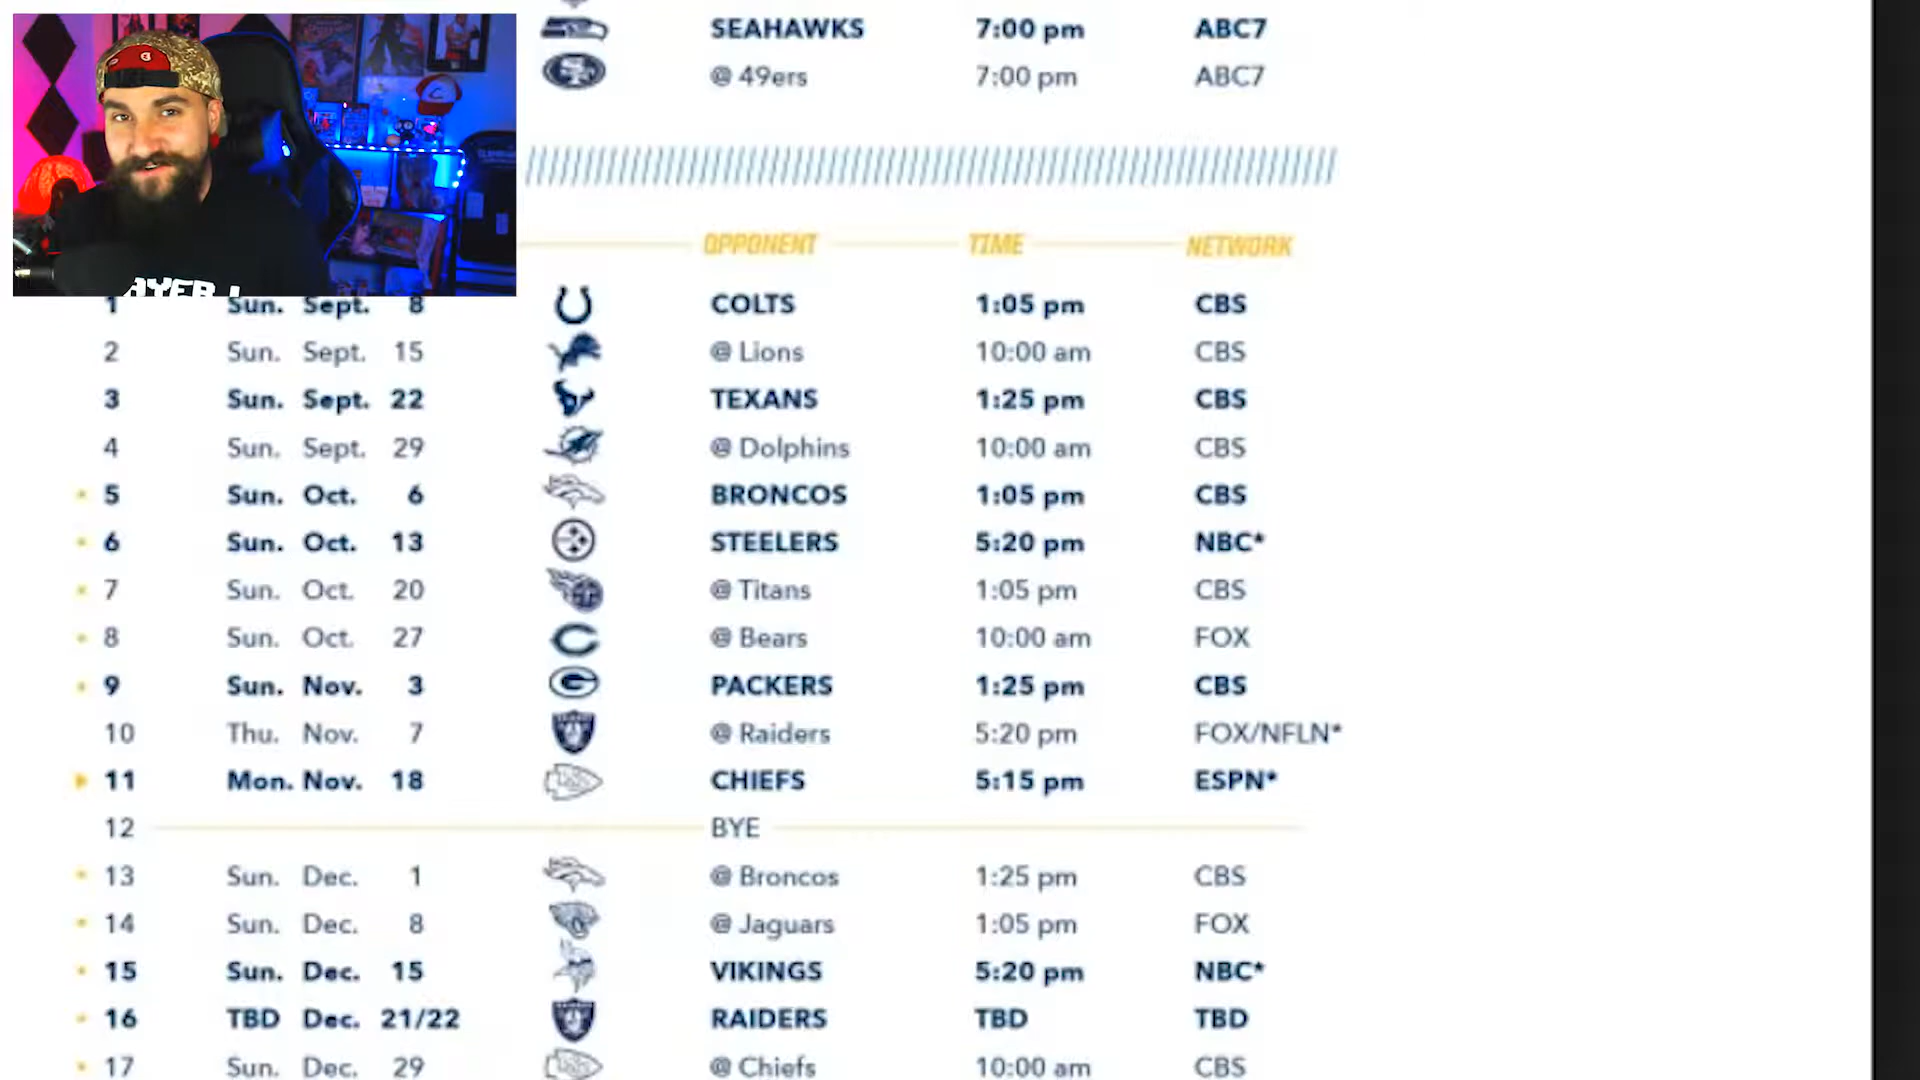 SEAHAWKS 7:00 pm ABC7
@ 49ers 7:00 pm ABC7
OPPONENT TIME NETWORK
1 Sun. Sept. 8 COLTS 1:05 pm CBS
2 Sun. Sept. 15 @ Lions 10:00 am CBS
3 Sun. Sept. 22 TEXANS 1:25 pm CBS
4 Sun. Sept. 29 @ Dolphins 10:00 am CBS
5 Sun. Oct. 6 BRONCOS 1:05 pm CBS
6 Sun. Oct. 13 STEELERS 5:20 pm NBC*
7 Sun. Oct. 20 @ Titans 1:05 pm CBS
8 Sun. Oct. 27 @ Bears 10:00 am FOX
9 Sun. Nov. 3 PACKERS 1:25 pm CBS
10 Thu. Nov. 7 @ Raiders 5:20 pm FOX/NFLN*
11 Mon. Nov. 18 CHIEFS 5:15 pm ESPN*
12 BYE
13 Sun. Dec. 1 @ Broncos 1:25 pm CBS
14 Sun. Dec. 8 @ Jaguars 1:05 pm FOX
15 Sun. Dec. 15 VIKINGS 5:20 pm NBC*
16 TBD Dec. 21/22 RAIDERS TBD TBD
17 Sun. Dec. 29 @ Chiefs 10:00 am CBS